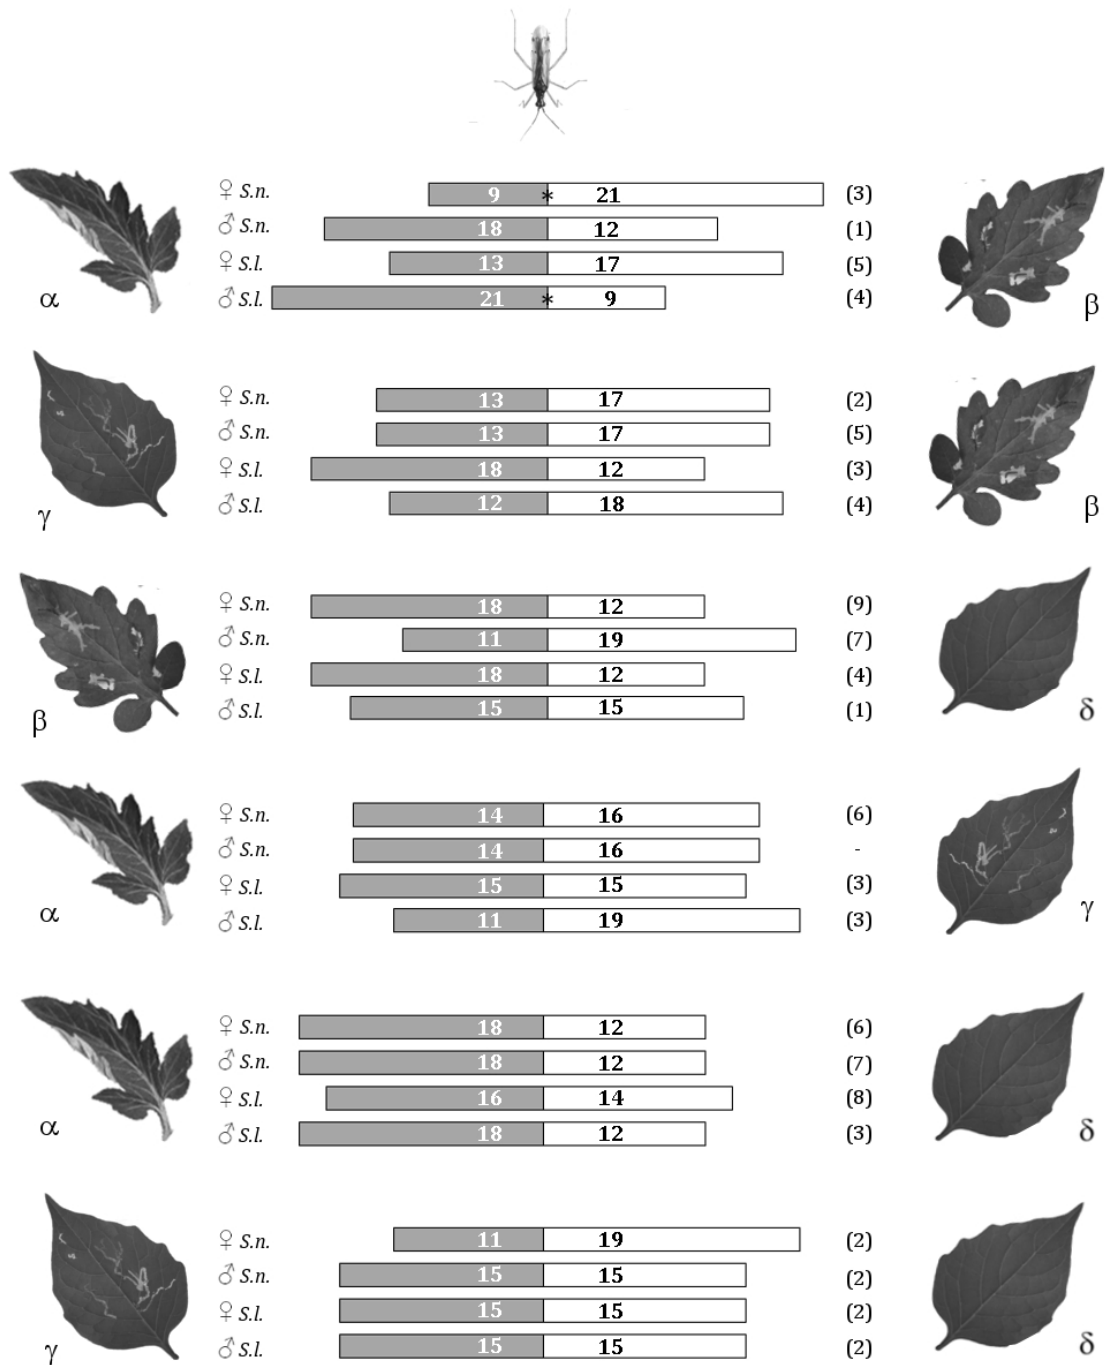 ♀ S.n. 9 * 21 (3)
♂ S.n. 18 12 (1)
♀ S.l. 13 17 (5)
♂ S.l. 21 * 9 (4)
α β
♀ S.n. 13 17 (2)
♂ S.n. 13 17 (5)
♀ S.l. 18 12 (3)
♂ S.l. 12 18 (4)
γ β
♀ S.n. 18 12 (9)
♂ S.n. 11 19 (7)
♀ S.l. 18 12 (4)
♂ S.l. 15 15 (1)
β δ
♀ S.n. 14 16 (6)
♂ S.n. 14 16 -
♀ S.l. 15 15 (3)
♂ S.l. 11 19 (3)
α γ
♀ S.n. 18 12 (6)
♂ S.n. 18 12 (7)
♀ S.l. 16 14 (8)
♂ S.l. 18 12 (3)
α δ
♀ S.n. 11 19 (2)
♂ S.n. 15 15 (2)
♀ S.l. 15 15 (2)
♂ S.l. 15 15 (2)
γ δ